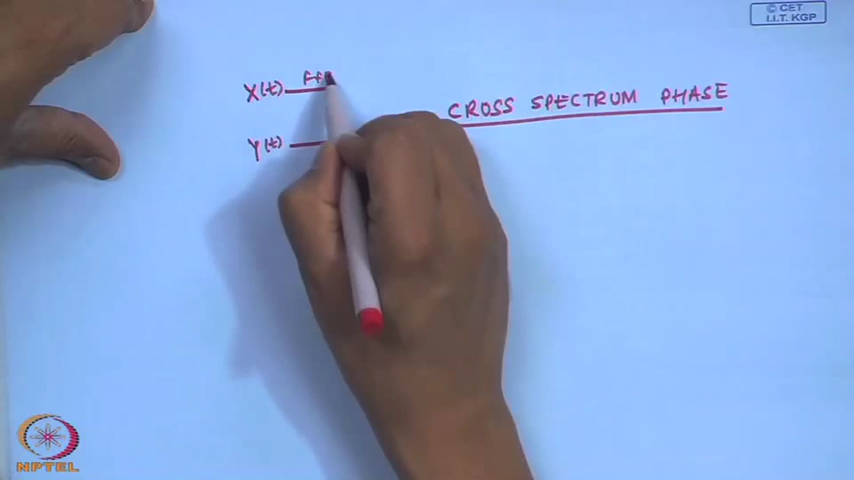 © CET
I.I.T. KGP
X(t)
CROSS SPECTRUM PHASE
Y(t)
NPTEL